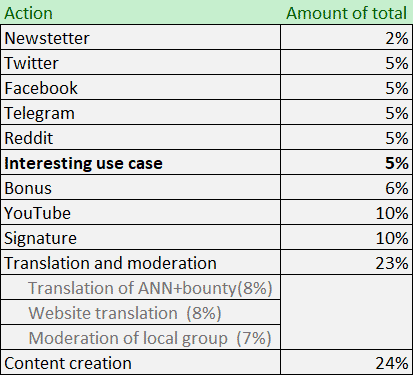 Action Amount of total
Newstetter 2%
Twitter 5%
Facebook 5%
Telegram 5%
Reddit 5%
Interesting use case 5%
Bonus 6%
YouTube 10%
Signature 10%
Translation and moderation 23%
Translation of ANN+bounty(8%)
Website translation (8%)
Moderation of local group (7%)
Content creation 24%